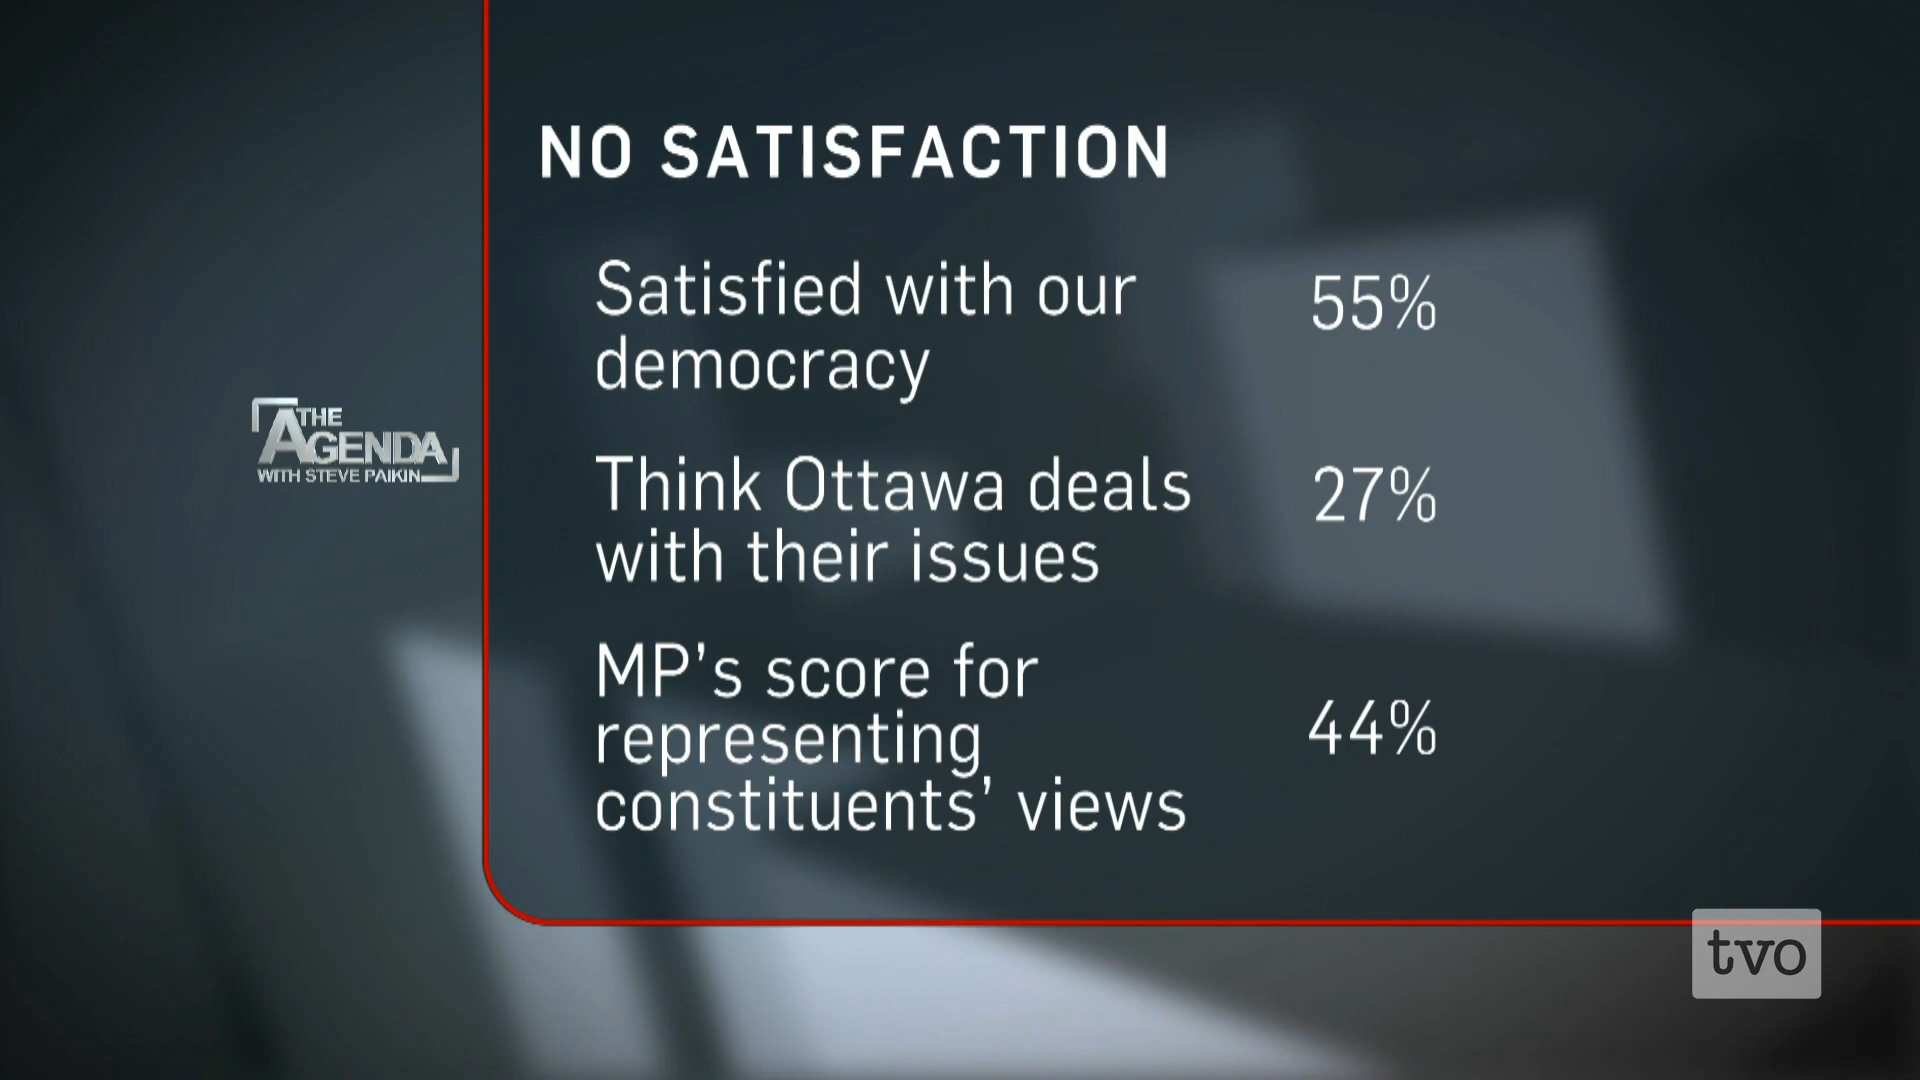 NO SATISFACTION
Satisfied with our
democracy
55%
Think Ottawa deals
with their issues
27%
MP's score for
representing
constituents' views
44%
THE
AGENDA
WITH STEVE PAIKIN
tvo